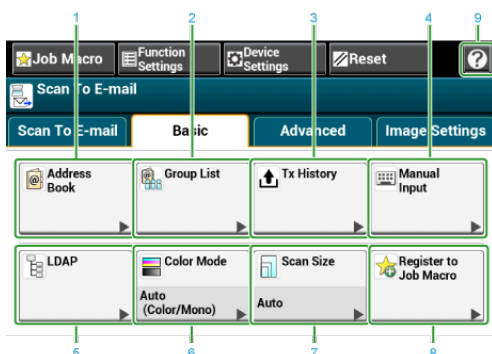 1 2 3 4 9
Job Macro Function Settings Device Settings Reset ?
Scan To E-mail
Scan To E-mail Basic Advanced Image Settings
Address Book Group List Tx History Manual Input
LDAP Color Mode Scan Size Register to Job Macro
Auto (Color/Mono) Auto
5 6 7 8